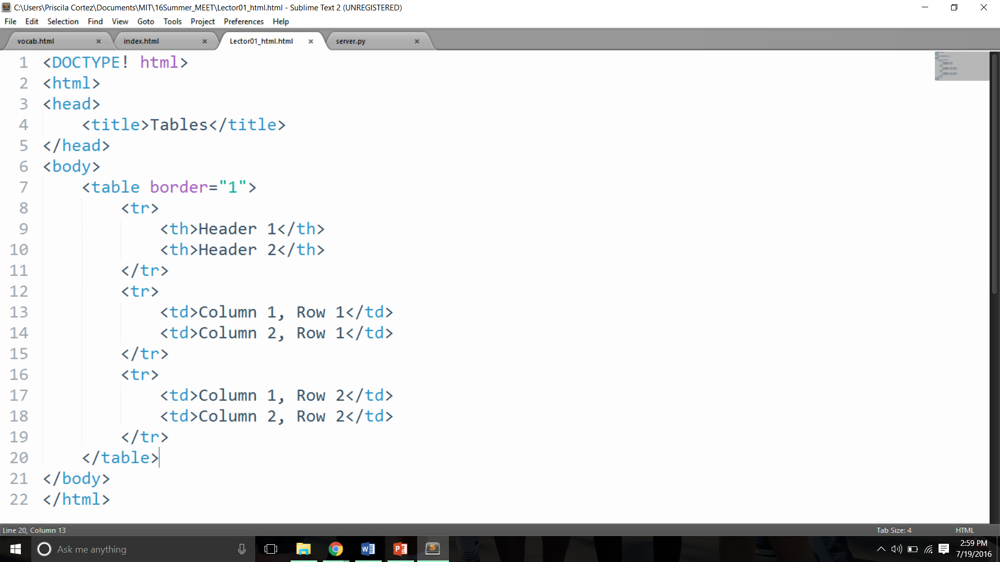 C:\Users\Priscila Cortez\Documents\MIT\16Summer_MEET\Lector01_html.html - Sublime Text 2 (UNREGISTERED)
File Edit Selection Find View Goto Tools Project Preferences Help
vocab.html × index.html × Lector01_html.html × server.py ×
1 <DOCTYPE! html>
2 <html>
3 <head>
4     <title>Tables</title>
5 </head>
6 <body>
7     <table border="1">
8         <tr>
9             <th>Header 1</th>
10             <th>Header 2</th>
11         </tr>
12         <tr>
13             <td>Column 1, Row 1</td>
14             <td>Column 2, Row 1</td>
15         </tr>
16         <tr>
17             <td>Column 1, Row 2</td>
18             <td>Column 2, Row 2</td>
19         </tr>
20     </table>
21 </body>
22 </html>
Line 20, Column 13 Tab Size: 4 HTML
Ask me anything
2:59 PM
7/19/2016